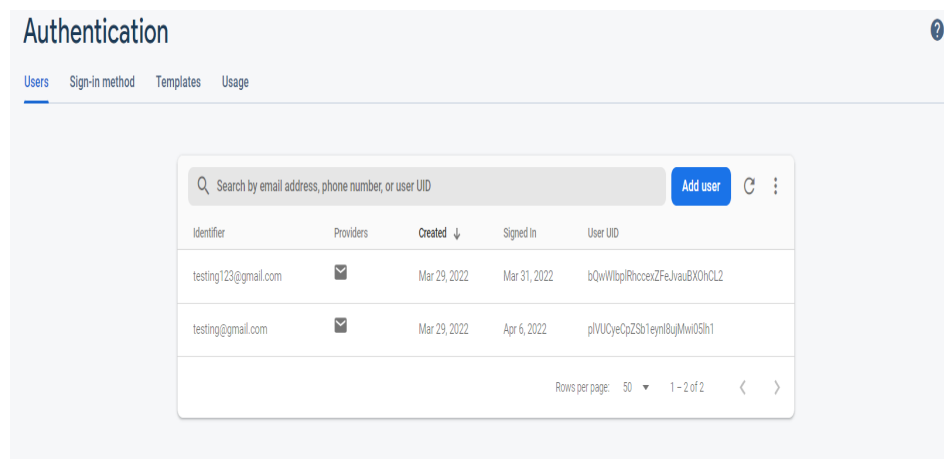 Authentication
?
Users Sign-in method Templates Usage
Search by email address, phone number, or user UID
Add user
Identifier Providers Created Signed In User UID
testing123@gmail.com Mar 29, 2022 Mar 31, 2022 bQwWIbplRhccexZFeJvauBXOhCL2
testing@gmail.com Mar 29, 2022 Apr 6, 2022 plVUCyeCpZSb1eynI8ujMwi05lh1
Rows per page: 50 1 – 2 of 2